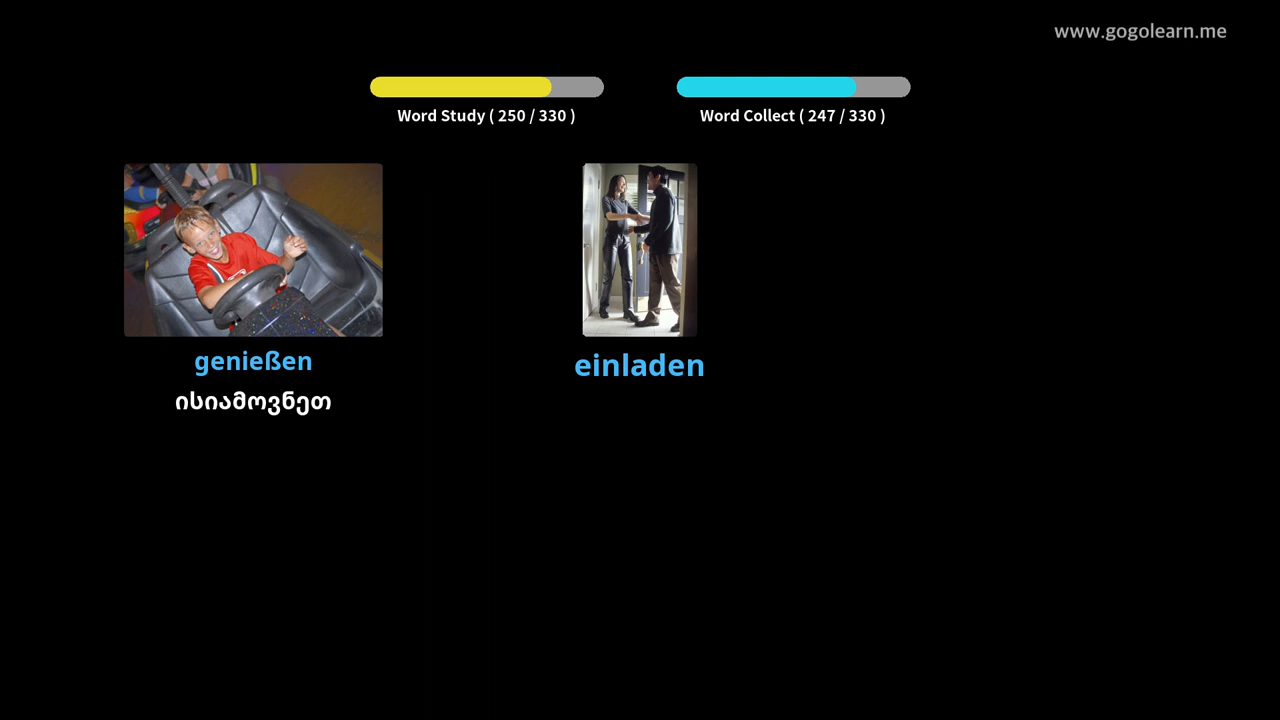 www.gogolearn.me
Word Study ( 250 / 330 )
Word Collect ( 247 / 330 )
genießen
ისიამოვნეთ
einladen